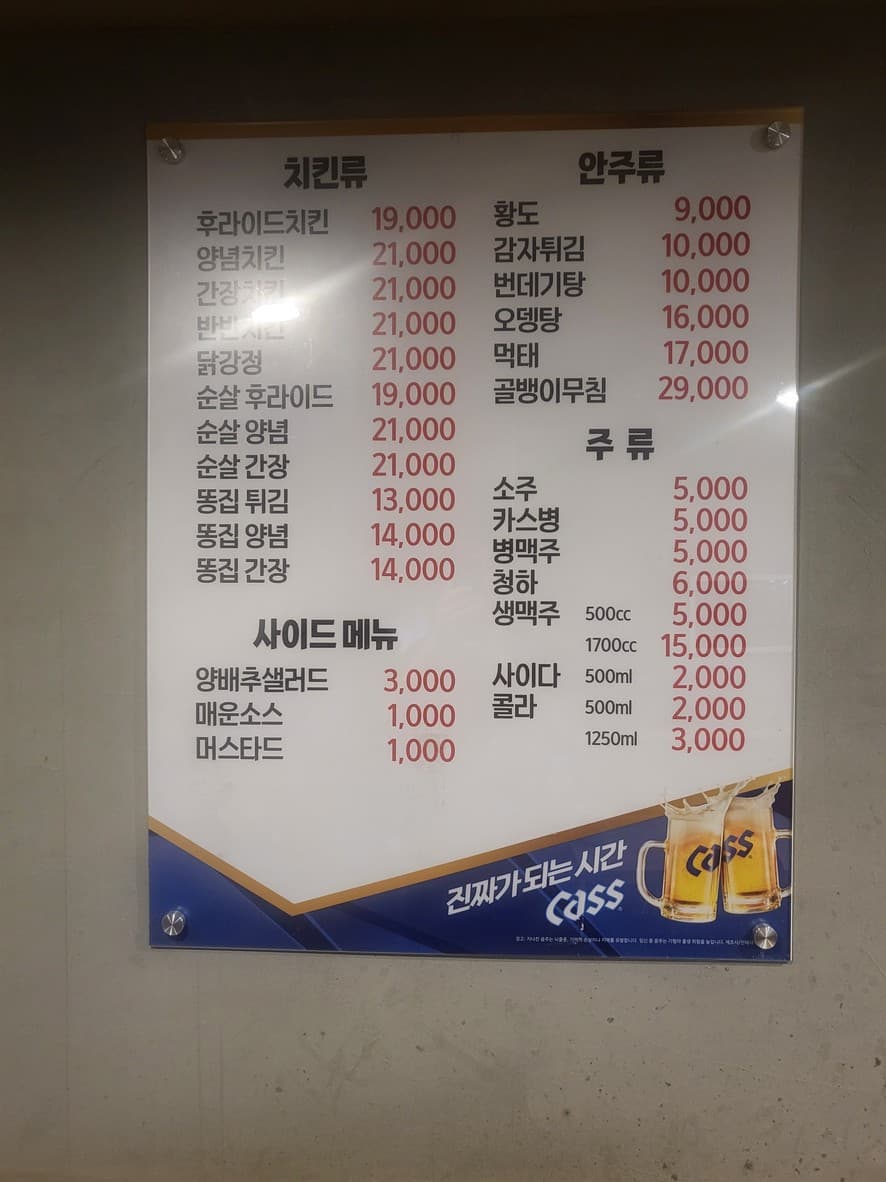 치킨류
후라이드치킨 19,000
양념치킨 21,000
간장치킨 21,000
반반치킨 21,000
닭강정 21,000
순살 후라이드 19,000
순살 양념 21,000
순살 간장 21,000
똥집 튀김 13,000
똥집 양념 14,000
똥집 간장 14,000
사이드 메뉴
양배추샐러드 3,000
매운소스 1,000
머스타드 1,000
안주류
황도 9,000
감자튀김 10,000
번데기탕 10,000
오뎅탕 16,000
먹태 17,000
골뱅이무침 29,000
주 류
소주 5,000
카스병 5,000
병맥주 5,000
청하 6,000
생맥주 500cc 5,000
1700cc 15,000
사이다 500ml 2,000
콜라 500ml 2,000
1250ml 3,000
진짜가 되는 시간
cass
cass